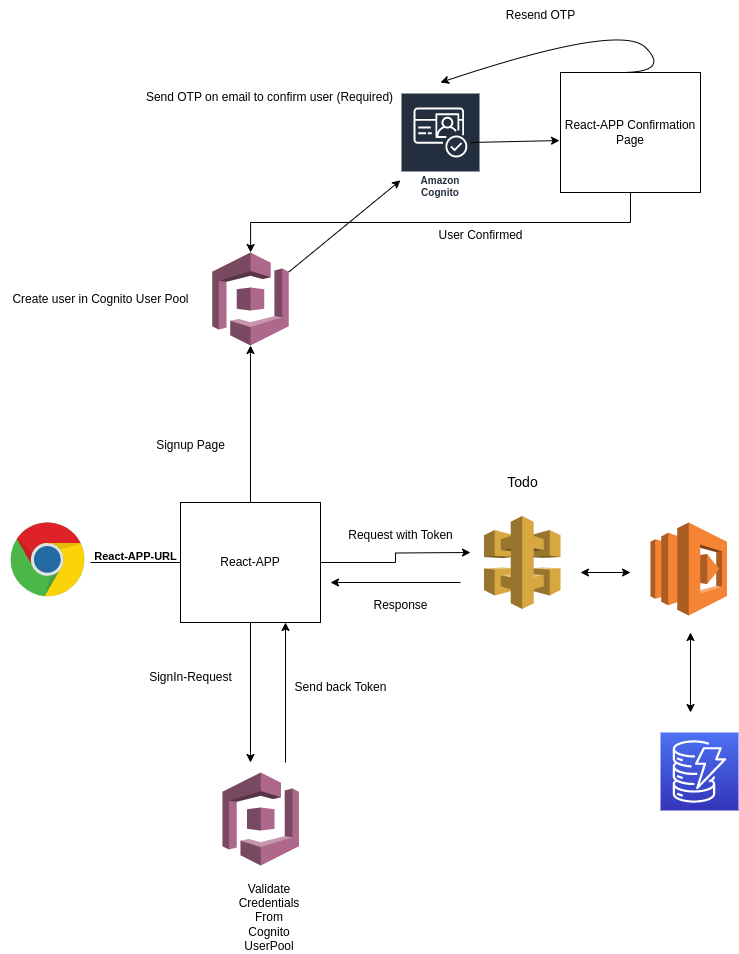 Resend OTP
Send OTP on email to confirm user (Required)
React-APP Confirmation
Page
Amazon
Cognito
User Confirmed
Create user in Cognito User Pool
Signup Page
Todo
React-APP-URL
React-APP
Request with Token
Response
SignIn-Request
Send back Token
Validate
Credentials
From
Cognito
UserPool